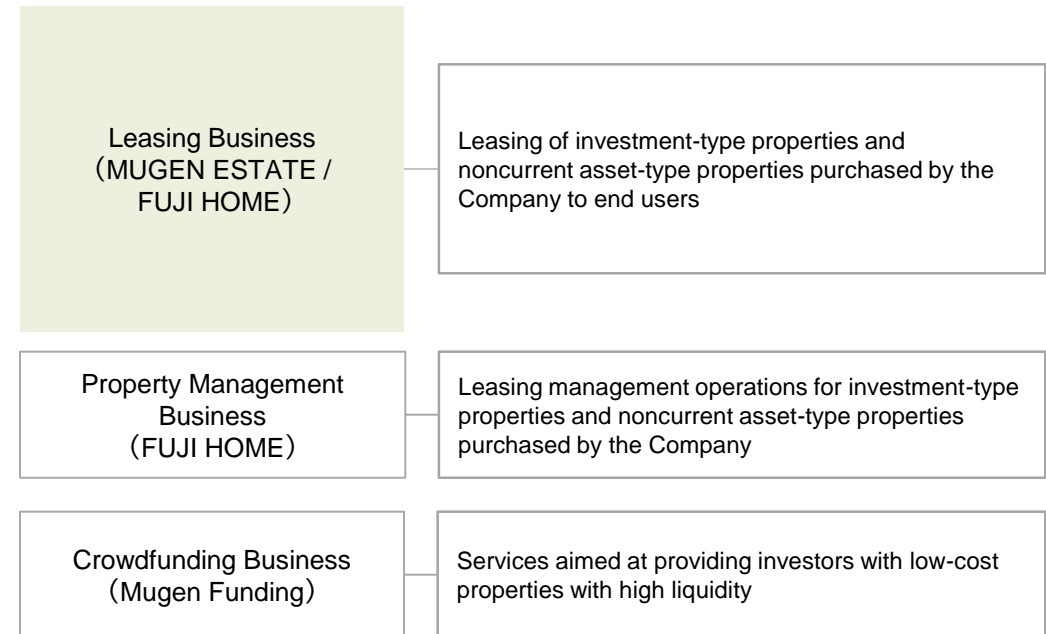 Leasing Business
（MUGEN ESTATE /
FUJI HOME）
Leasing of investment-type properties and
noncurrent asset-type properties purchased by the
Company to end users
Property Management
Business
（FUJI HOME）
Leasing management operations for investment-type
properties and noncurrent asset-type properties
purchased by the Company
Crowdfunding Business
（Mugen Funding）
Services aimed at providing investors with low-cost
properties with high liquidity